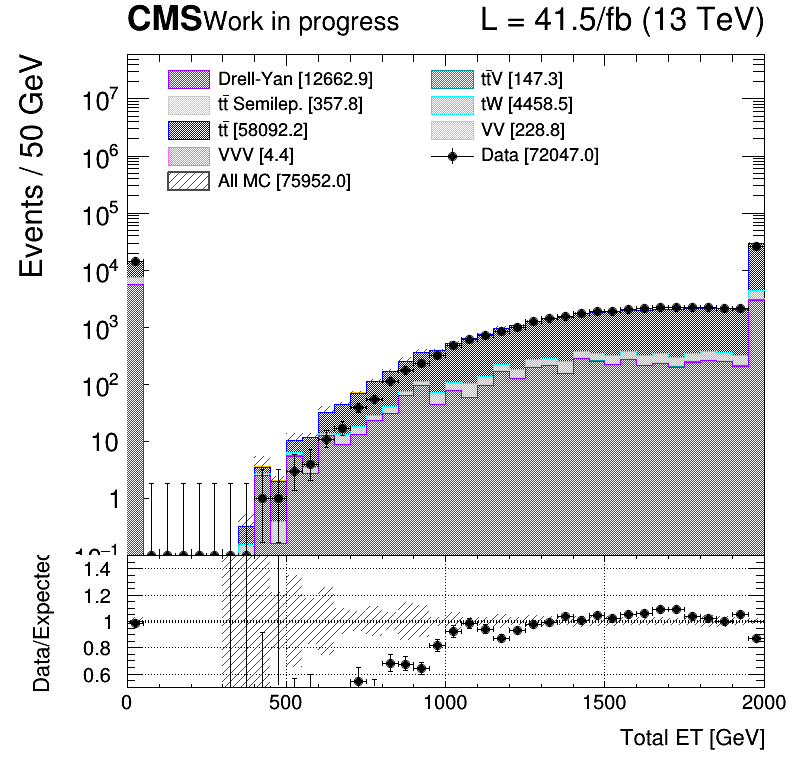 CMS Work in progress L = 41.5/fb (13 TeV)
Events / 50 GeV
Drell-Yan [12662.9]
tt̄ Semilep. [357.8]
tt̄ [58092.2]
VVV [4.4]
All MC [75952.0]
tt̄V [147.3]
tW [4458.5]
VV [228.8]
Data [72047.0]
10⁷
10⁶
10⁵
10⁴
10³
10²
10
1
10⁻¹
Data/Expected
1.4
1.2
1
0.8
0.6
0 500 1000 1500 2000
Total ET [GeV]